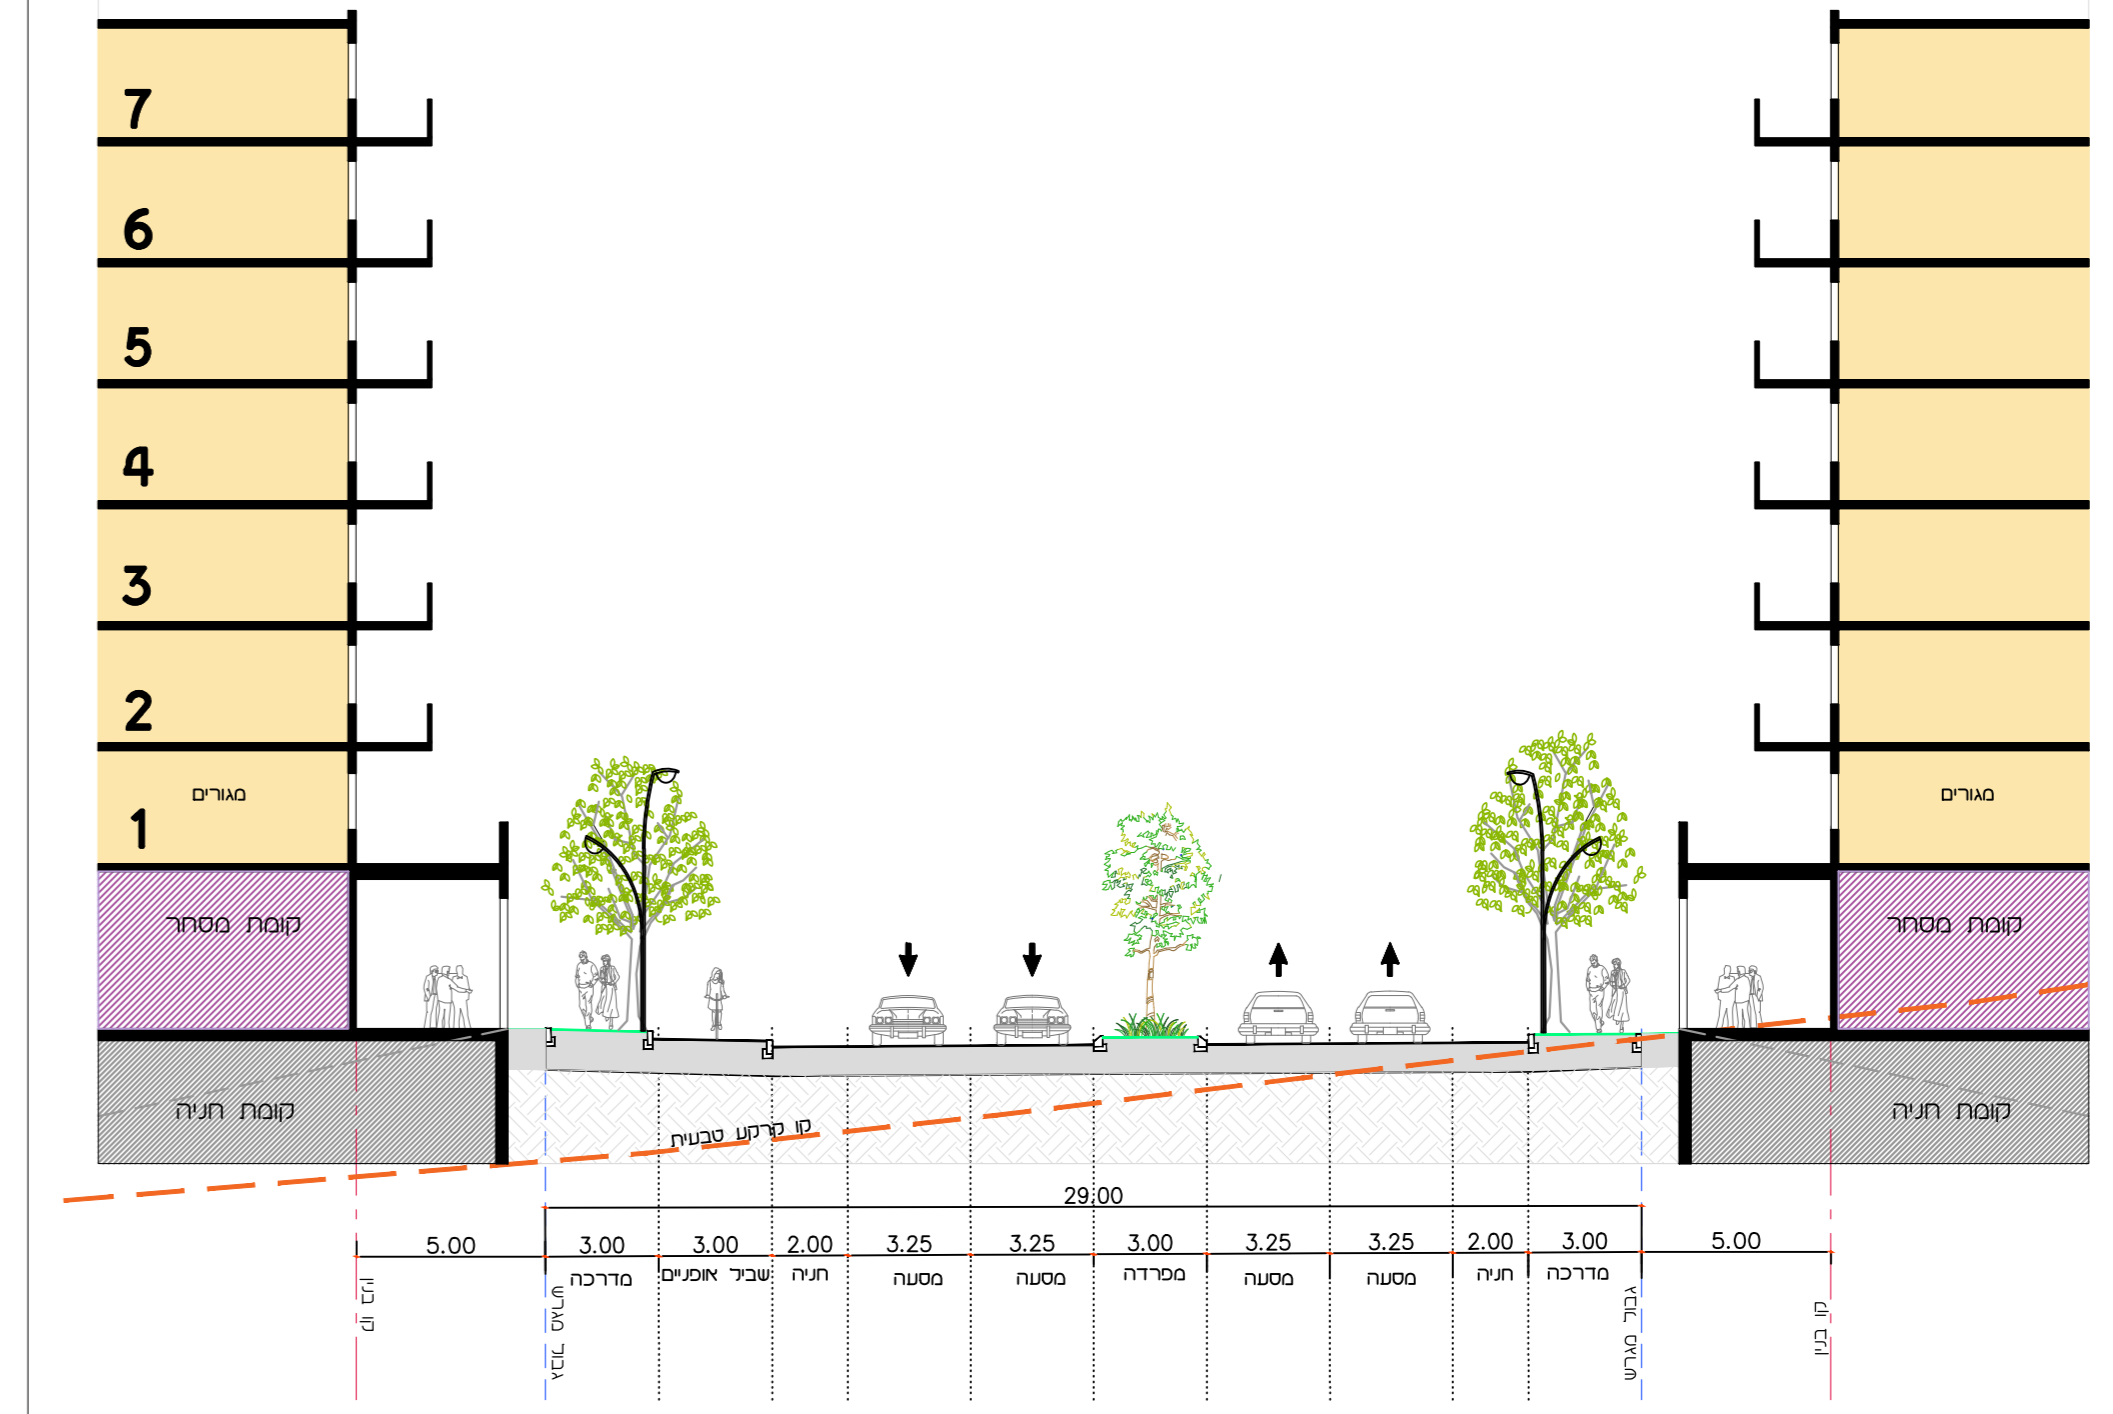 7
6
5
4
3
2
1
מגורים
מגורים
קומת מסחר
קומת מסחר
קומת חניה
קומת חניה
קו קרקע טבעית
29.00
5.00 3.00 3.00 2.00 3.25 3.25 3.00 3.25 3.25 2.00 3.00 5.00
מדרכה
שביל אופניים
חניה
מסעה
מסעה
מפרדה
מסעה
מסעה
חניה
מדרכה
קו בנין
גבול מגרש
גבול מגרש
קו בנין